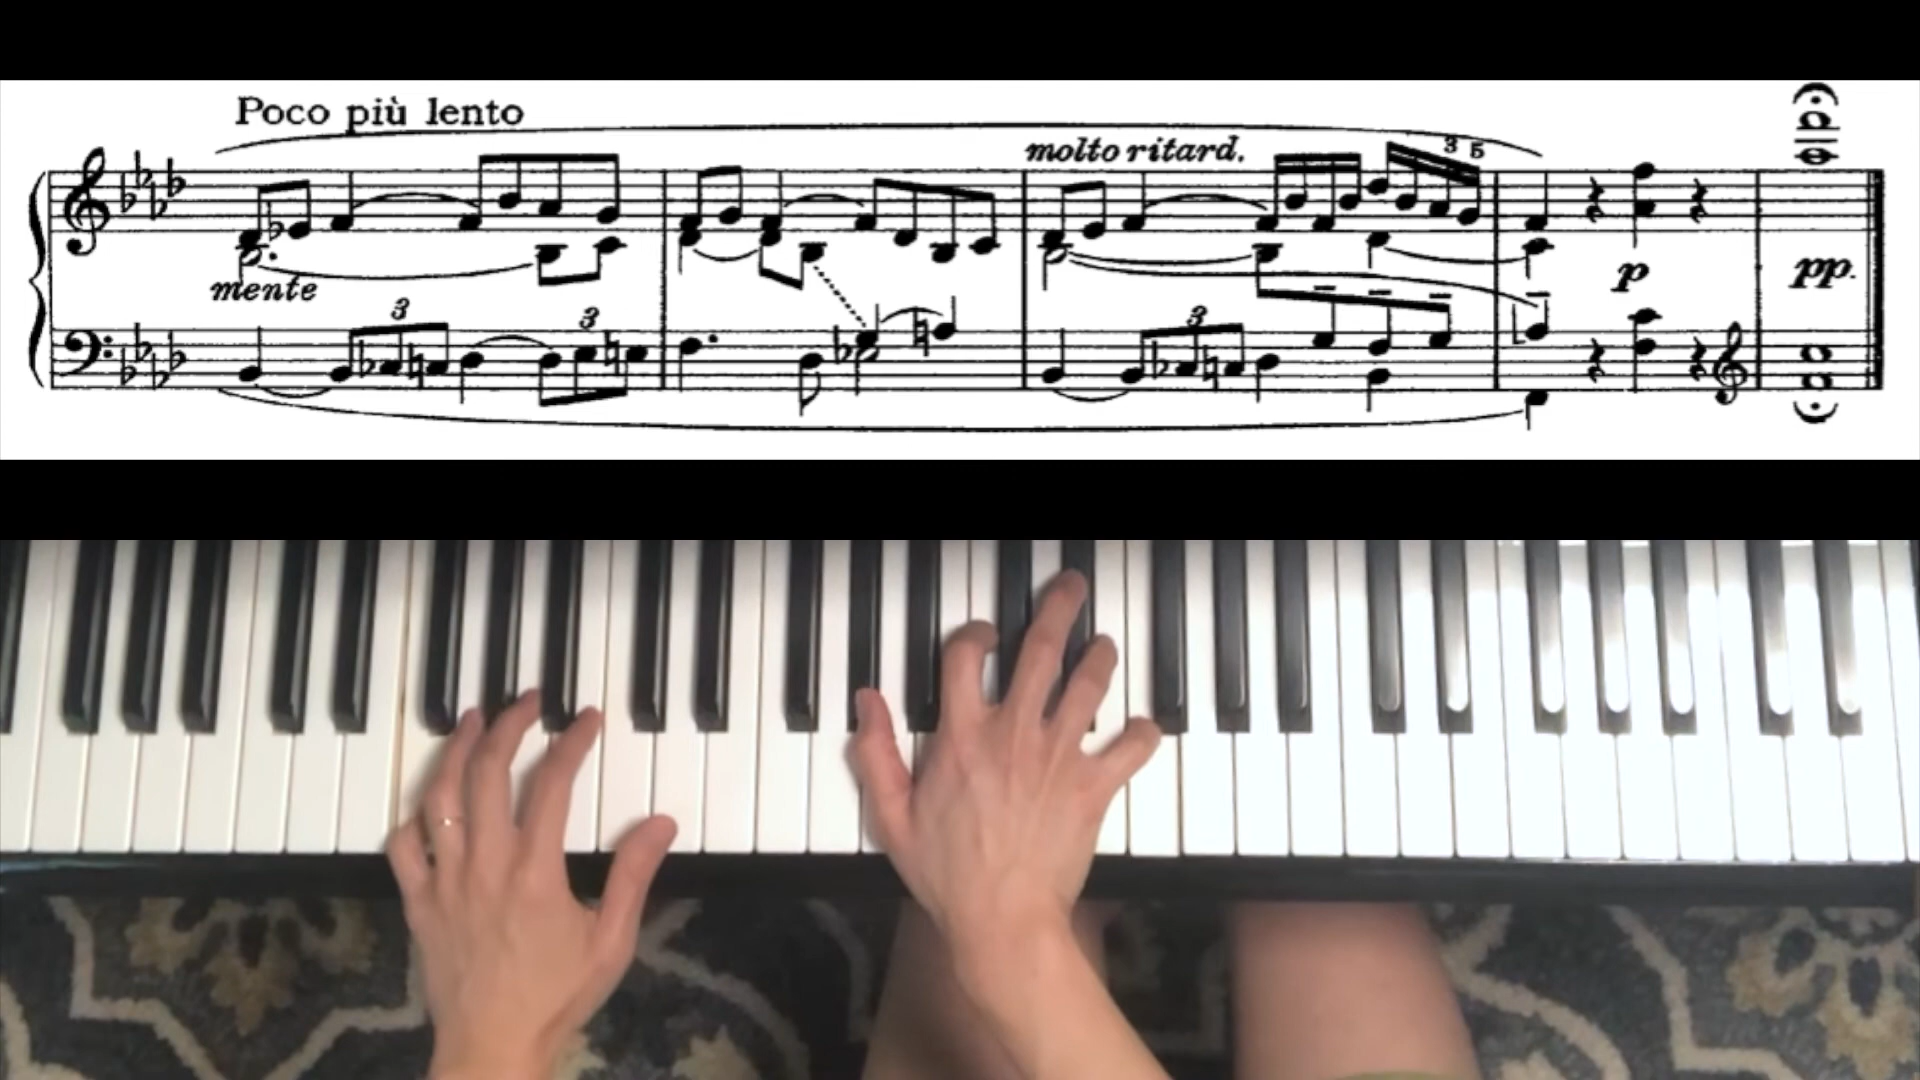 Poco più lento
molto ritard.
3 5
mente
p
pp.
3
3
3